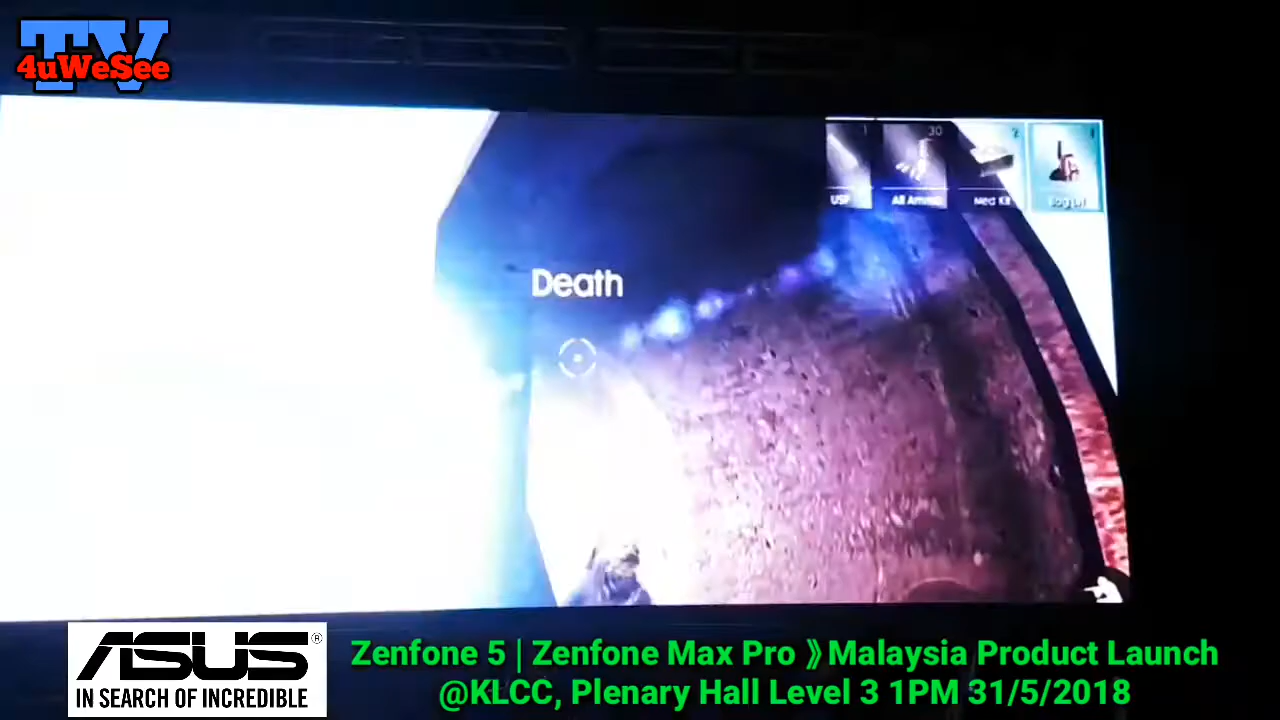 TV
4uWeSee
1
30
2
1
USP
All Ammo
Med Kit
Death
ASUS®
IN SEARCH OF INCREDIBLE
Zenfone 5 | Zenfone Max Pro 》Malaysia Product Launch
@KLCC, Plenary Hall Level 3 1PM 31/5/2018